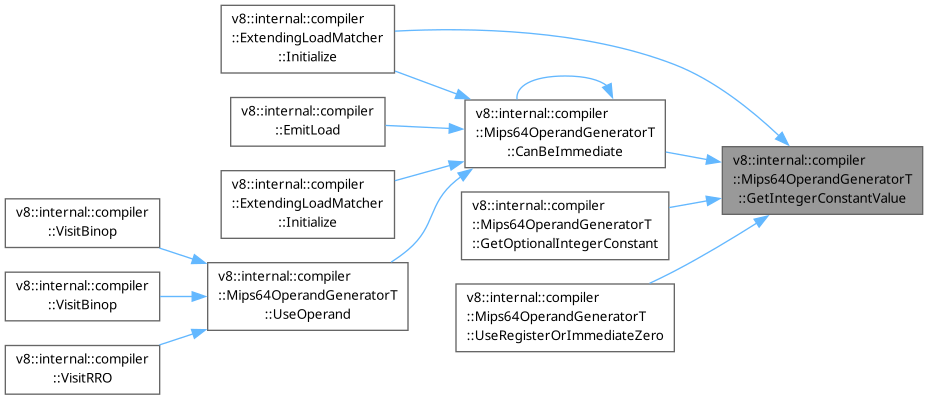 v8::internal::compiler
::ExtendingLoadMatcher
::Initialize
v8::internal::compiler
::EmitLoad
v8::internal::compiler
::ExtendingLoadMatcher
::Initialize
v8::internal::compiler
::VisitBinop
v8::internal::compiler
::VisitBinop
v8::internal::compiler
::VisitRRO
v8::internal::compiler
::Mips64OperandGeneratorT
::UseOperand
v8::internal::compiler
::Mips64OperandGeneratorT
::CanBeImmediate
v8::internal::compiler
::Mips64OperandGeneratorT
::GetOptionalIntegerConstant
v8::internal::compiler
::Mips64OperandGeneratorT
::UseRegisterOrImmediateZero
v8::internal::compiler
::Mips64OperandGeneratorT
::GetIntegerConstantValue